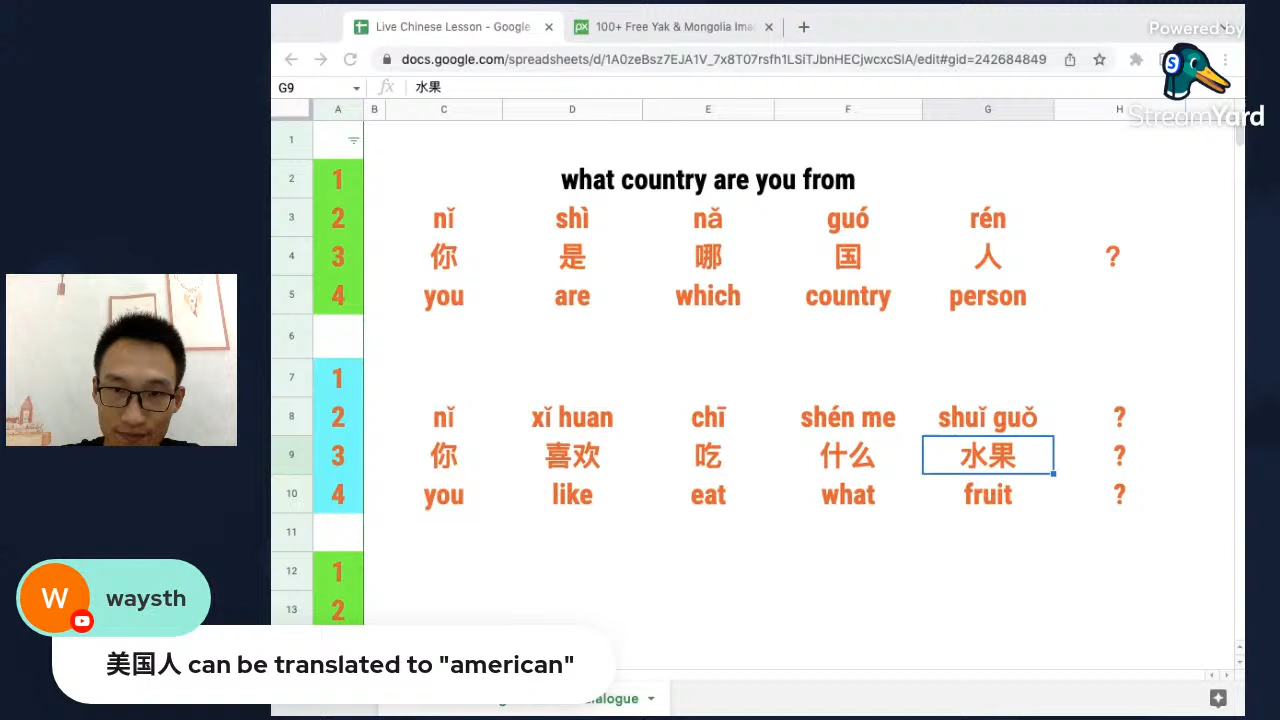 Live Chinese Lesson - Google
100+ Free Yak & Mongolia Ima
Powered by
docs.google.com/spreadsheets/d/1A0zeBsz7EJA1V_7x8T07rsfh1LSiTJbnHECjwcxcSlA/edit#gid=242684849
StreamYard
G9 fx 水果
A B C D E F G H
1
2 1 what country are you from
3 2 nǐ shì nǎ guó rén
4 3 你 是 哪 国 人 ?
5 4 you are which country person
6
7 1
8 2 nǐ xǐ huan chī shén me shuǐ guǒ ?
9 3 你 喜欢 吃 什么 水果 ?
10 4 you like eat what fruit ?
11
12 1
13 2
W waysth
美国人 can be translated to "american"
ialogue